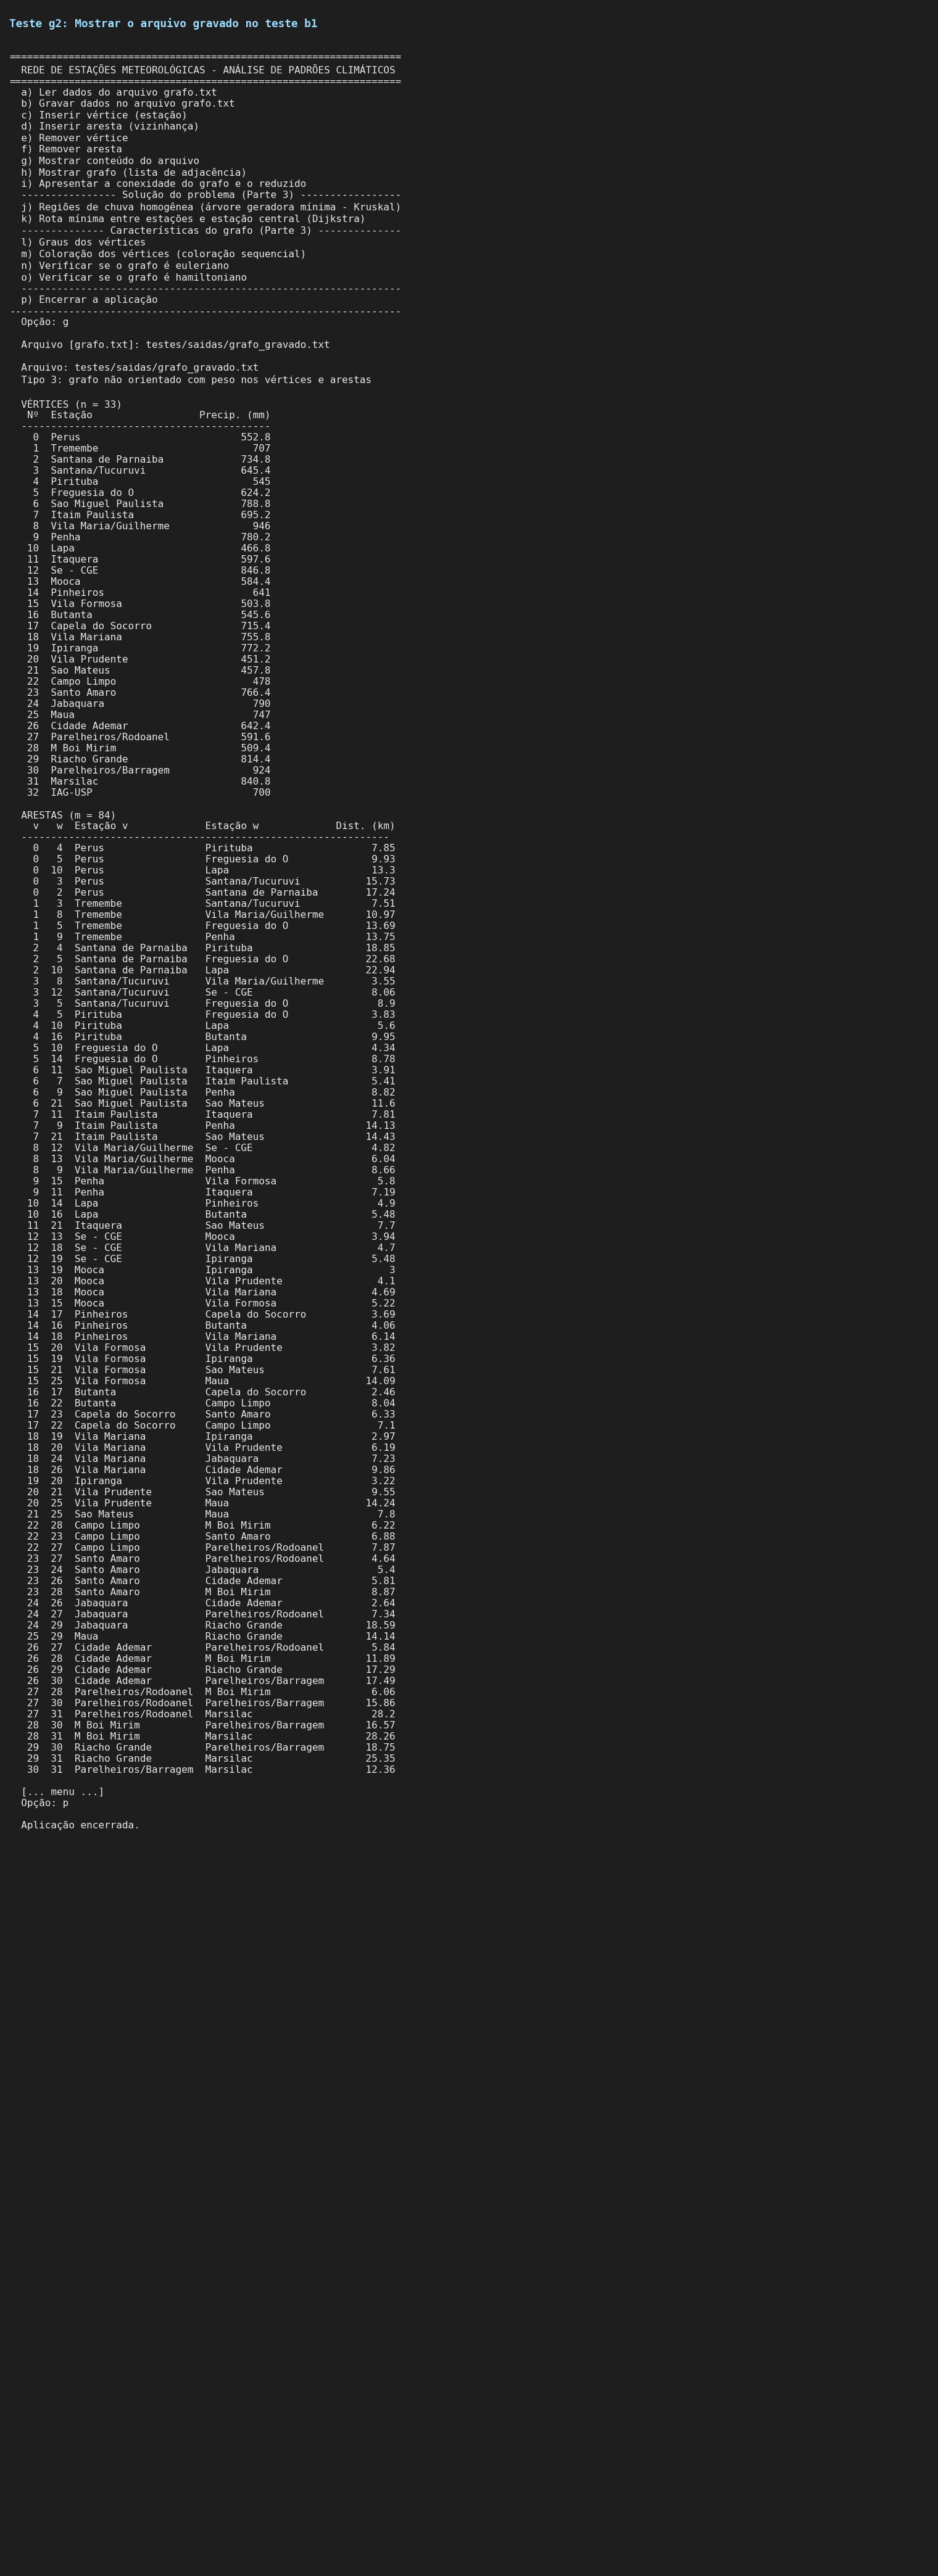 Teste g2: Mostrar o arquivo gravado no teste b1
==================================================================
REDE DE ESTAÇÕES METEOROLÓGICAS - ANÁLISE DE PADRÕES CLIMÁTICOS
==================================================================
a) Ler dados do arquivo grafo.txt
b) Gravar dados no arquivo grafo.txt
c) Inserir vértice (estação)
d) Inserir aresta (vizinhança)
e) Remover vértice
f) Remover aresta
g) Mostrar conteúdo do arquivo
h) Mostrar grafo (lista de adjacência)
i) Apresentar a conexidade do grafo e o reduzido
---------------- Solução do problema (Parte 3) -----------------
j) Regiões de chuva homogênea (árvore geradora mínima - Kruskal)
k) Rota mínima entre estações e estação central (Dijkstra)
-------------- Características do grafo (Parte 3) --------------
l) Graus dos vértices
m) Coloração dos vértices (coloração sequencial)
n) Verificar se o grafo é euleriano
o) Verificar se o grafo é hamiltoniano
----------------------------------------------------------------
p) Encerrar a aplicação
------------------------------------------------------------------
Opção: g
Arquivo [grafo.txt]: testes/saidas/grafo_gravado.txt
Arquivo: testes/saidas/grafo_gravado.txt
Tipo 3: grafo não orientado com peso nos vértices e arestas
VÉRTICES (n = 33)
Nº  Estação                  Precip. (mm)
------------------------------------------
0  Perus                           552.8
1  Tremembe                          707
2  Santana de Parnaiba             734.8
3  Santana/Tucuruvi                645.4
4  Pirituba                          545
5  Freguesia do O                  624.2
6  Sao Miguel Paulista             788.8
7  Itaim Paulista                  695.2
8  Vila Maria/Guilherme              946
9  Penha                           780.2
10  Lapa                            466.8
11  Itaquera                        597.6
12  Se - CGE                        846.8
13  Mooca                           584.4
14  Pinheiros                         641
15  Vila Formosa                    503.8
16  Butanta                         545.6
17  Capela do Socorro               715.4
18  Vila Mariana                    755.8
19  Ipiranga                        772.2
20  Vila Prudente                   451.2
21  Sao Mateus                      457.8
22  Campo Limpo                       478
23  Santo Amaro                     766.4
24  Jabaquara                         790
25  Maua                              747
26  Cidade Ademar                   642.4
27  Parelheiros/Rodoanel            591.6
28  M Boi Mirim                     509.4
29  Riacho Grande                   814.4
30  Parelheiros/Barragem              924
31  Marsilac                        840.8
32  IAG-USP                           700
ARESTAS (m = 84)
v   w  Estação v             Estação w             Dist. (km)
--------------------------------------------------------------
0   4  Perus                 Pirituba                    7.85
0   5  Perus                 Freguesia do O              9.93
0  10  Perus                 Lapa                        13.3
0   3  Perus                 Santana/Tucuruvi           15.73
0   2  Perus                 Santana de Parnaiba        17.24
1   3  Tremembe              Santana/Tucuruvi            7.51
1   8  Tremembe              Vila Maria/Guilherme       10.97
1   5  Tremembe              Freguesia do O             13.69
1   9  Tremembe              Penha                      13.75
2   4  Santana de Parnaiba   Pirituba                   18.85
2   5  Santana de Parnaiba   Freguesia do O             22.68
2  10  Santana de Parnaiba   Lapa                       22.94
3   8  Santana/Tucuruvi      Vila Maria/Guilherme        3.55
3  12  Santana/Tucuruvi      Se - CGE                    8.06
3   5  Santana/Tucuruvi      Freguesia do O               8.9
4   5  Pirituba              Freguesia do O              3.83
4  10  Pirituba              Lapa                         5.6
4  16  Pirituba              Butanta                     9.95
5  10  Freguesia do O        Lapa                        4.34
5  14  Freguesia do O        Pinheiros                   8.78
6  11  Sao Miguel Paulista   Itaquera                    3.91
6   7  Sao Miguel Paulista   Itaim Paulista              5.41
6   9  Sao Miguel Paulista   Penha                       8.82
6  21  Sao Miguel Paulista   Sao Mateus                  11.6
7  11  Itaim Paulista        Itaquera                    7.81
7   9  Itaim Paulista        Penha                      14.13
7  21  Itaim Paulista        Sao Mateus                 14.43
8  12  Vila Maria/Guilherme  Se - CGE                    4.82
8  13  Vila Maria/Guilherme  Mooca                       6.04
8   9  Vila Maria/Guilherme  Penha                       8.66
9  15  Penha                 Vila Formosa                 5.8
9  11  Penha                 Itaquera                    7.19
10  14  Lapa                  Pinheiros                    4.9
10  16  Lapa                  Butanta                     5.48
11  21  Itaquera              Sao Mateus                   7.7
12  13  Se - CGE              Mooca                       3.94
12  18  Se - CGE              Vila Mariana                 4.7
12  19  Se - CGE              Ipiranga                    5.48
13  19  Mooca                 Ipiranga                       3
13  20  Mooca                 Vila Prudente                4.1
13  18  Mooca                 Vila Mariana                4.69
13  15  Mooca                 Vila Formosa                5.22
14  17  Pinheiros             Capela do Socorro           3.69
14  16  Pinheiros             Butanta                     4.06
14  18  Pinheiros             Vila Mariana                6.14
15  20  Vila Formosa          Vila Prudente               3.82
15  19  Vila Formosa          Ipiranga                    6.36
15  21  Vila Formosa          Sao Mateus                  7.61
15  25  Vila Formosa          Maua                       14.09
16  17  Butanta               Capela do Socorro           2.46
16  22  Butanta               Campo Limpo                 8.04
17  23  Capela do Socorro     Santo Amaro                 6.33
17  22  Capela do Socorro     Campo Limpo                  7.1
18  19  Vila Mariana          Ipiranga                    2.97
18  20  Vila Mariana          Vila Prudente               6.19
18  24  Vila Mariana          Jabaquara                   7.23
18  26  Vila Mariana          Cidade Ademar               9.86
19  20  Ipiranga              Vila Prudente               3.22
20  21  Vila Prudente         Sao Mateus                  9.55
20  25  Vila Prudente         Maua                       14.24
21  25  Sao Mateus            Maua                         7.8
22  28  Campo Limpo           M Boi Mirim                 6.22
22  23  Campo Limpo           Santo Amaro                 6.88
22  27  Campo Limpo           Parelheiros/Rodoanel        7.87
23  27  Santo Amaro           Parelheiros/Rodoanel        4.64
23  24  Santo Amaro           Jabaquara                    5.4
23  26  Santo Amaro           Cidade Ademar               5.81
23  28  Santo Amaro           M Boi Mirim                 8.87
24  26  Jabaquara             Cidade Ademar               2.64
24  27  Jabaquara             Parelheiros/Rodoanel        7.34
24  29  Jabaquara             Riacho Grande              18.59
25  29  Maua                  Riacho Grande              14.14
26  27  Cidade Ademar         Parelheiros/Rodoanel        5.84
26  28  Cidade Ademar         M Boi Mirim                11.89
26  29  Cidade Ademar         Riacho Grande              17.29
26  30  Cidade Ademar         Parelheiros/Barragem       17.49
27  28  Parelheiros/Rodoanel  M Boi Mirim                 6.06
27  30  Parelheiros/Rodoanel  Parelheiros/Barragem       15.86
27  31  Parelheiros/Rodoanel  Marsilac                    28.2
28  30  M Boi Mirim           Parelheiros/Barragem       16.57
28  31  M Boi Mirim           Marsilac                   28.26
29  30  Riacho Grande         Parelheiros/Barragem       18.75
29  31  Riacho Grande         Marsilac                   25.35
30  31  Parelheiros/Barragem  Marsilac                   12.36
[... menu ...]
Opção: p
Aplicação encerrada.